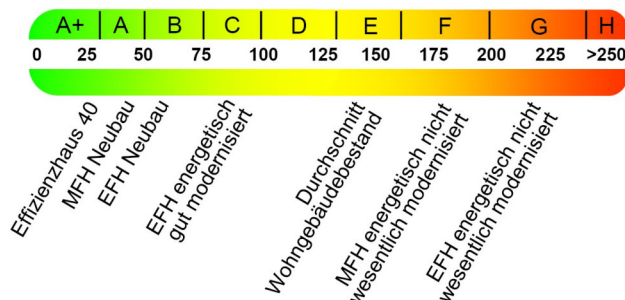 A+ A B C D E F G H
0 25 50 75 100 125 150 175 200 225 >250
Effizienzhaus 40
MFH Neubau
EFH Neubau
EFH energetisch
gut modernisiert
Durchschnitt
Wohngebäudebestand
MFH energetisch nicht
wesentlich modernisiert
EFH energetisch nicht
wesentlich modernisiert